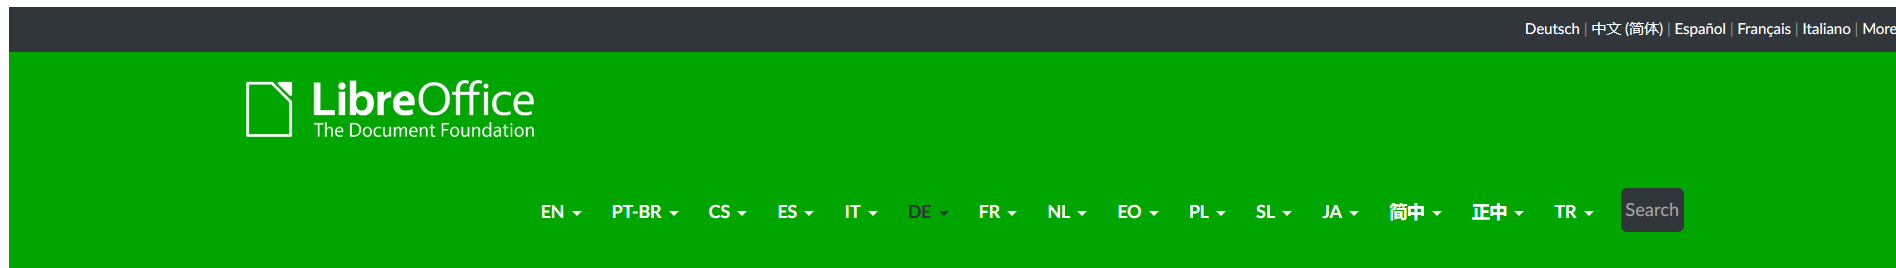 Deutsch | 中文 (简体) | Español | Français | Italiano | More
LibreOffice
The Document Foundation
EN PT-BR CS ES IT DE FR NL EO PL SL JA 简中 正中 TR Search